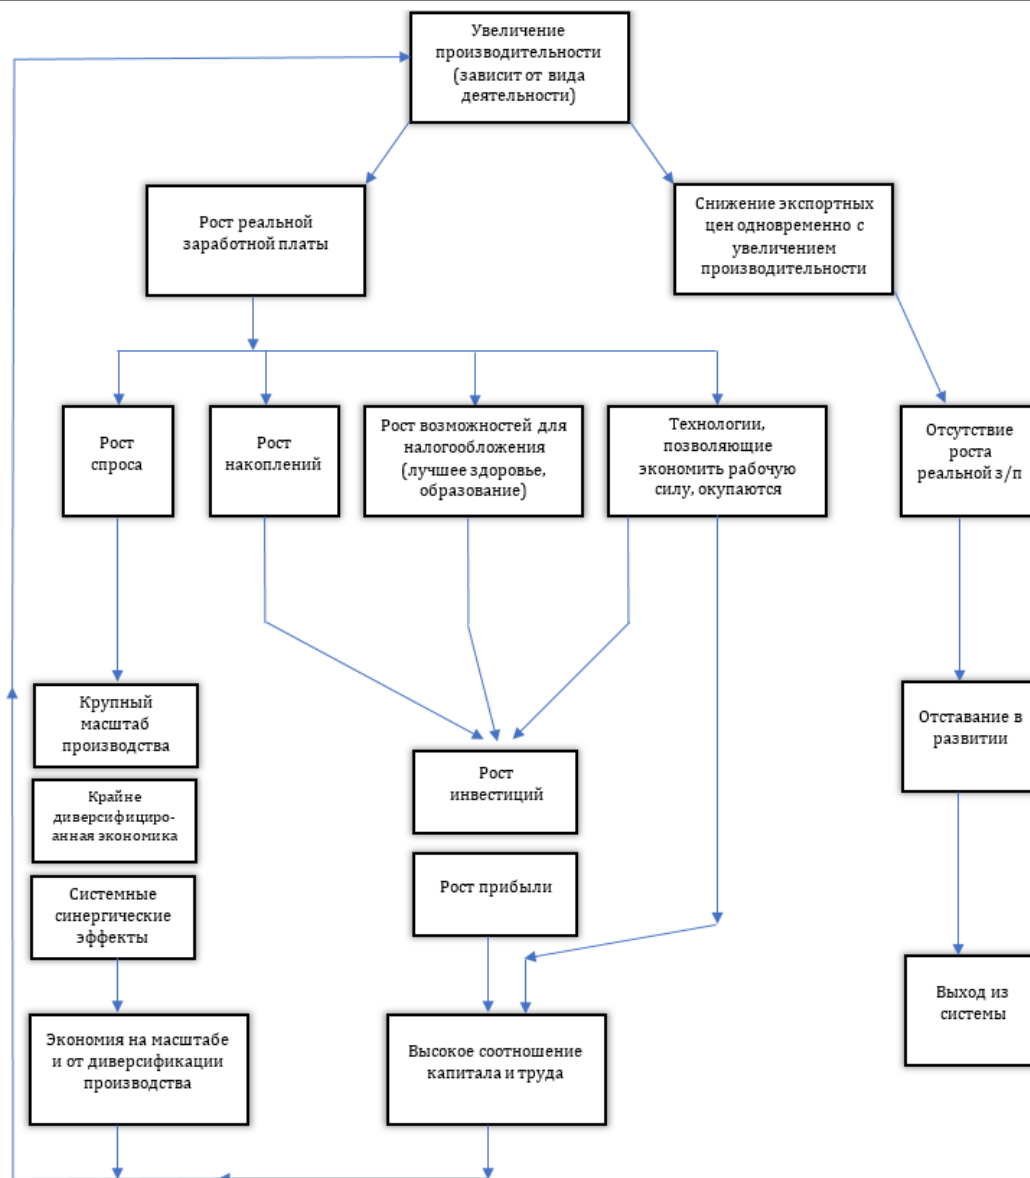 Увеличение
производительности
(зависит от вида
деятельности)
Рост реальной
заработной платы
Снижение экспортных
цен одновременно с
увеличением
производительности
Рост
спроса
Рост
накоплений
Рост возможностей для
налогообложения
(лучшее здоровье,
образование)
Технологии,
позволяющие
экономить рабочую
силу, окупаются
Отсутствие
роста
реальной з/п
Крупный
масштаб
производства
Отставание в
развитии
Рост
инвестиций
Крайне
диверсифициро-
анная экономика
Рост прибыли
Системные
синергические
эффекты
Выход из
системы
Экономия на масштабе
и от диверсификации
производства
Высокое соотношение
капитала и труда